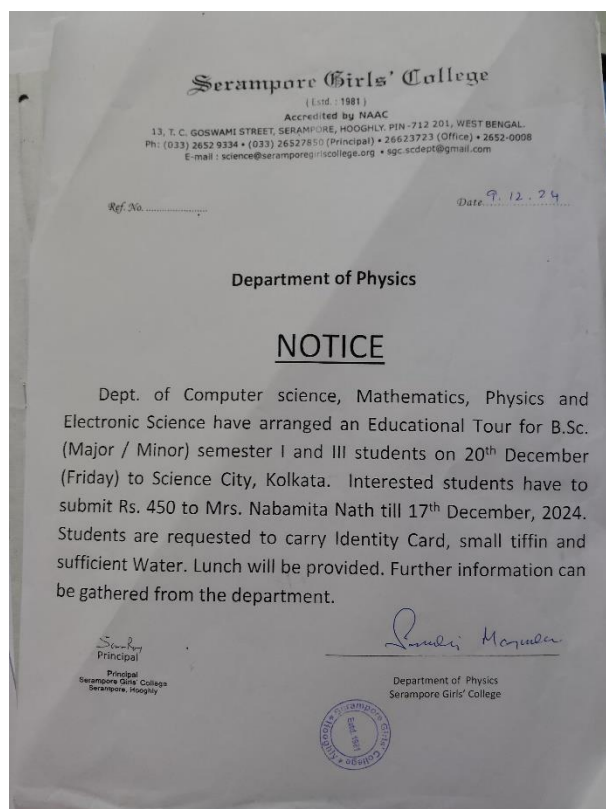 Serampore Girls' College
( Estd. : 1981 )
Accredited by NAAC
13, T. C. GOSWAMI STREET, SERAMPORE, HOOGHLY. PIN-712 201, WEST BENGAL.
Ph: (033) 2652 9334 • (033) 26527850 (Principal) • 26623723 (Office) • 2652-0008
E-mail : science@seramporegirlscollege.org • sgc.scdept@gmail.com
Ref. No. ........................ Date 9.12.24
Department of Physics
NOTICE
Dept. of Computer science, Mathematics, Physics and
Electronic Science have arranged an Educational Tour for B.Sc.
(Major / Minor) semester I and III students on 20th December
(Friday) to Science City, Kolkata. Interested students have to
submit Rs. 450 to Mrs. Nabamita Nath till 17th December, 2024.
Students are requested to carry Identity Card, small tiffin and
sufficient Water. Lunch will be provided. Further information can
be gathered from the department.
Principal
Principal
Serampore Girls' College
Serampore, Hooghly
Department of Physics
Serampore Girls' College
Serampore Girls' College * Hooghly *
Estd. 1981